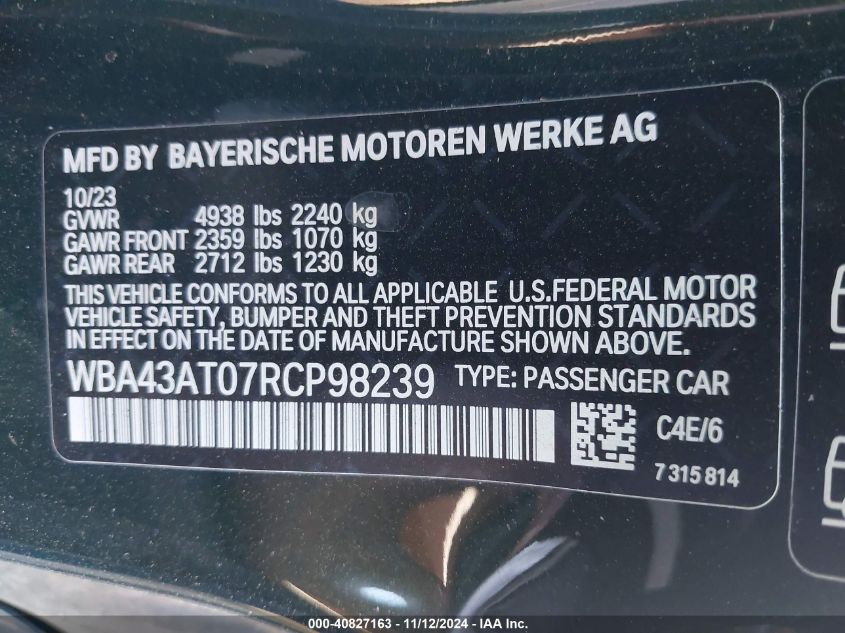 MFD BY BAYERISCHE MOTOREN WERKE AG
10/23
GVWR 4938 lbs 2240 kg
GAWR FRONT 2359 lbs 1070 kg
GAWR REAR 2712 lbs 1230 kg
THIS VEHICLE CONFORMS TO ALL APPLICABLE U.S.FEDERAL MOTOR
VEHICLE SAFETY, BUMPER AND THEFT PREVENTION STANDARDS
IN EFFECT ON THE DATE OF MANUFACTURE SHOWN ABOVE.
WBA43AT07RCP98239 TYPE: PASSENGER CAR
C4E/6
7 315 814
000-40827163 - 11/12/2024 - IAA Inc.